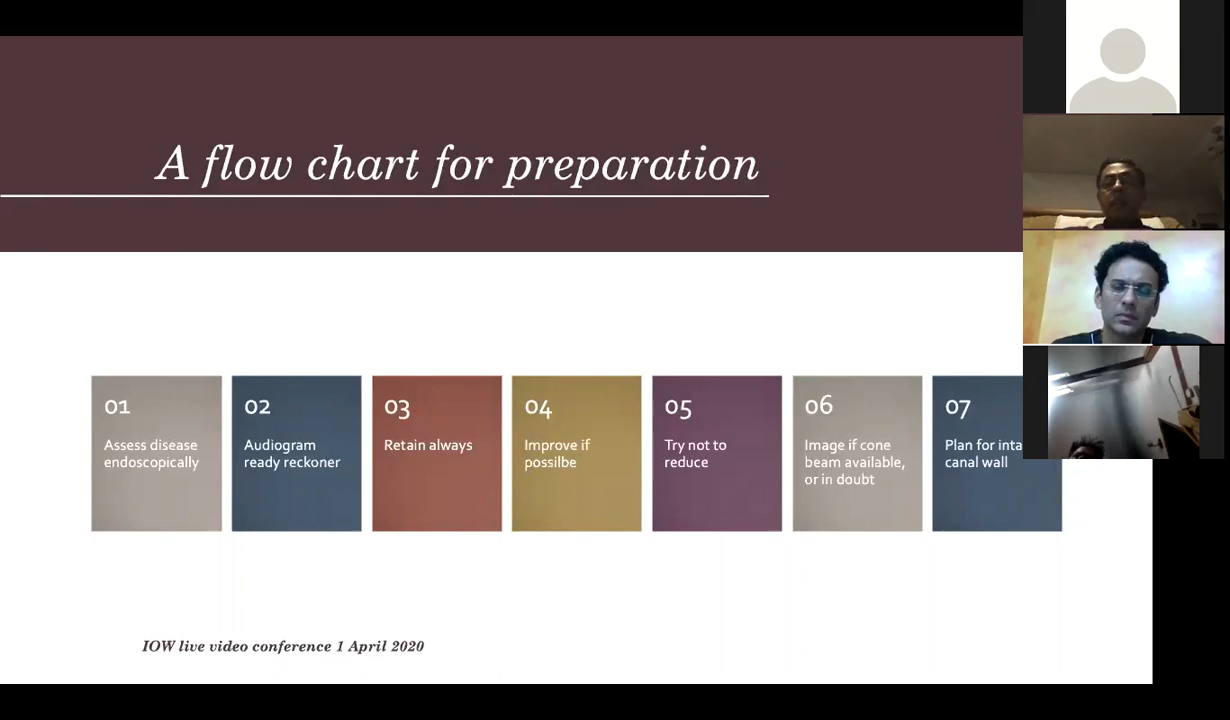 A flow chart for preparation
01
Assess disease
endoscopically
02
Audiogram
ready reckoner
03
Retain always
04
Improve if
possilbe
05
Try not to
reduce
06
Image if cone
beam available,
or in doubt
07
Plan for inta
canal wall
IOW live video conference 1 April 2020